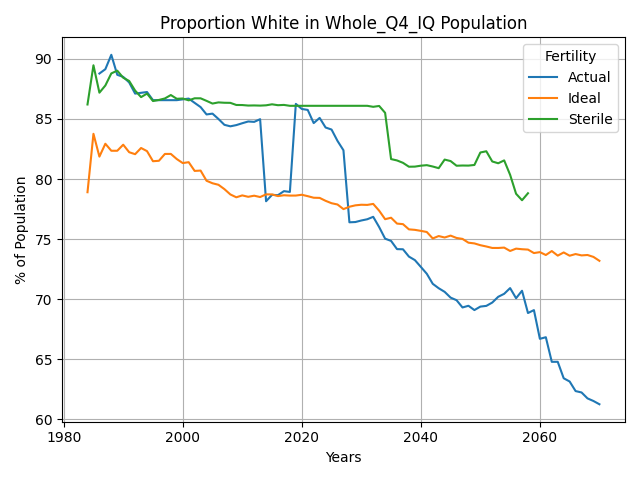 Proportion White in Whole_Q4_IQ Population
% of Population
90
85
80
75
70
65
60
Fertility
Actual
Ideal
Sterile
1980
2000
2020
2040
2060
Years